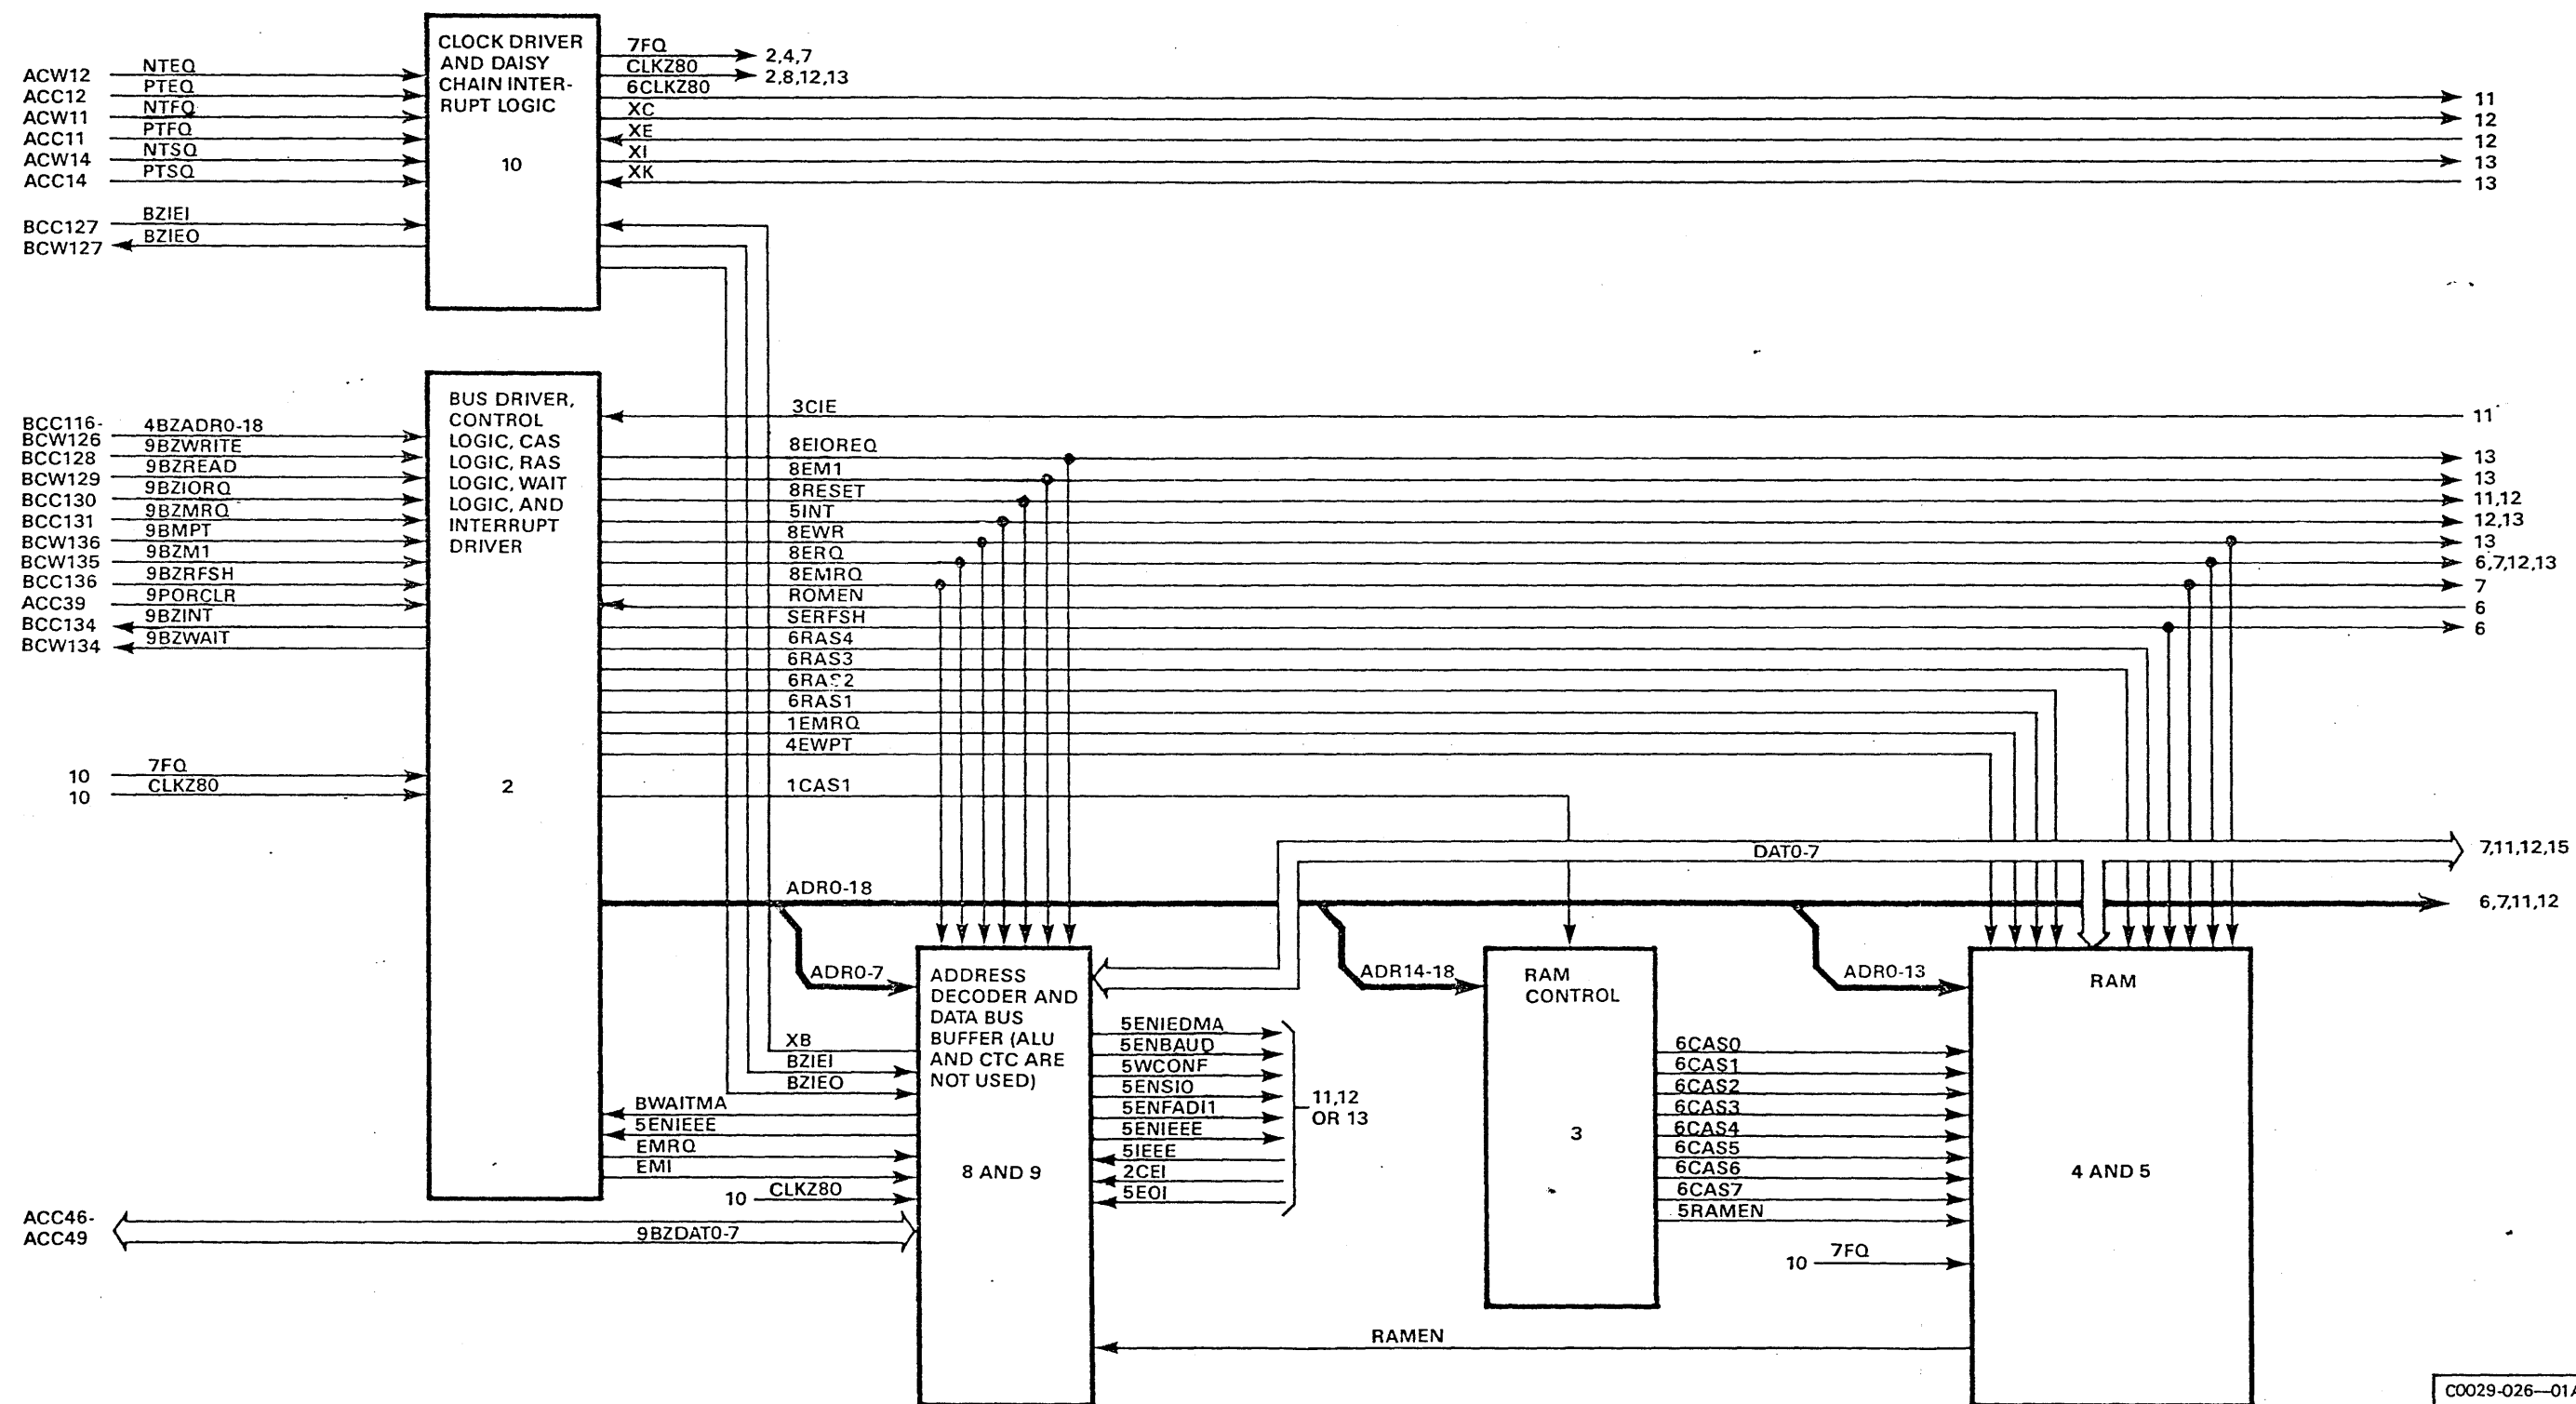 CLOCK DRIVER
AND DAISY
CHAIN INTER-
RUPT LOGIC
10
ACW12 NTEQ
ACC12 PTEQ
ACW11 NTFQ
ACC11 PTFQ
ACW14 NTSQ
ACC14 PTSQ
BCC127 BZIEI
BCW127 BZIEO
7FQ 2,4,7
CLKZ80 2,8,12,13
6CLKZ80 11
XC 12
XE 12
XI 13
XK 13
BUS DRIVER,
CONTROL
LOGIC, CAS
LOGIC, RAS
LOGIC, WAIT
LOGIC, AND
INTERRUPT
DRIVER
2
BCC116-
BCW126 4BZADR0-18
BCC128 9BZWRITE
BCW129 9BZREAD
BCC130 9BZIORQ
BCC131 9BZMRQ
BCW136 9BMPT
BCW135 9BZM1
BCC136 9BZRFSH
ACC39 9PORCLR
BCC134 9BZINT
BCW134 9BZWAIT
10 7FQ
10 CLKZ80
3CIE 11
8EIOREQ 13
8EM1 13
8RESET 11,12
5INT 12,13
8EWR 13
8ERQ 6,7,12,13
8EMRQ 7
ROMEN 6
SERFSH 6
6RAS4
6RAS3
6RAS2
6RAS1
1EMRQ
4EWPT
1CAS1
DAT0-7 7,11,12,15
ADR0-18 6,7,11,12
ADR0-7
ADR14-18
ADR0-13
ADDRESS
DECODER AND
DATA BUS
BUFFER (ALU
AND CTC ARE
NOT USED)
8 AND 9
XB
BZIEI
BZIEO
BWAITMA
5ENIEEE
EMRQ
EMI
10 CLKZ80
ACC46-
ACC49 9BZDAT0-7
5ENIEDMA
5ENBAUD
5WCONF
5ENSIO
5ENFADI1
5ENIEEE
5IEEE
2CEI
5EOI
11,12
OR 13
RAM
CONTROL
3
6CAS0
6CAS1
6CAS2
6CAS3
6CAS4
6CAS5
6CAS6
6CAS7
5RAMEN
10 7FQ
RAM
4 AND 5
RAMEN
C0029-026—01A